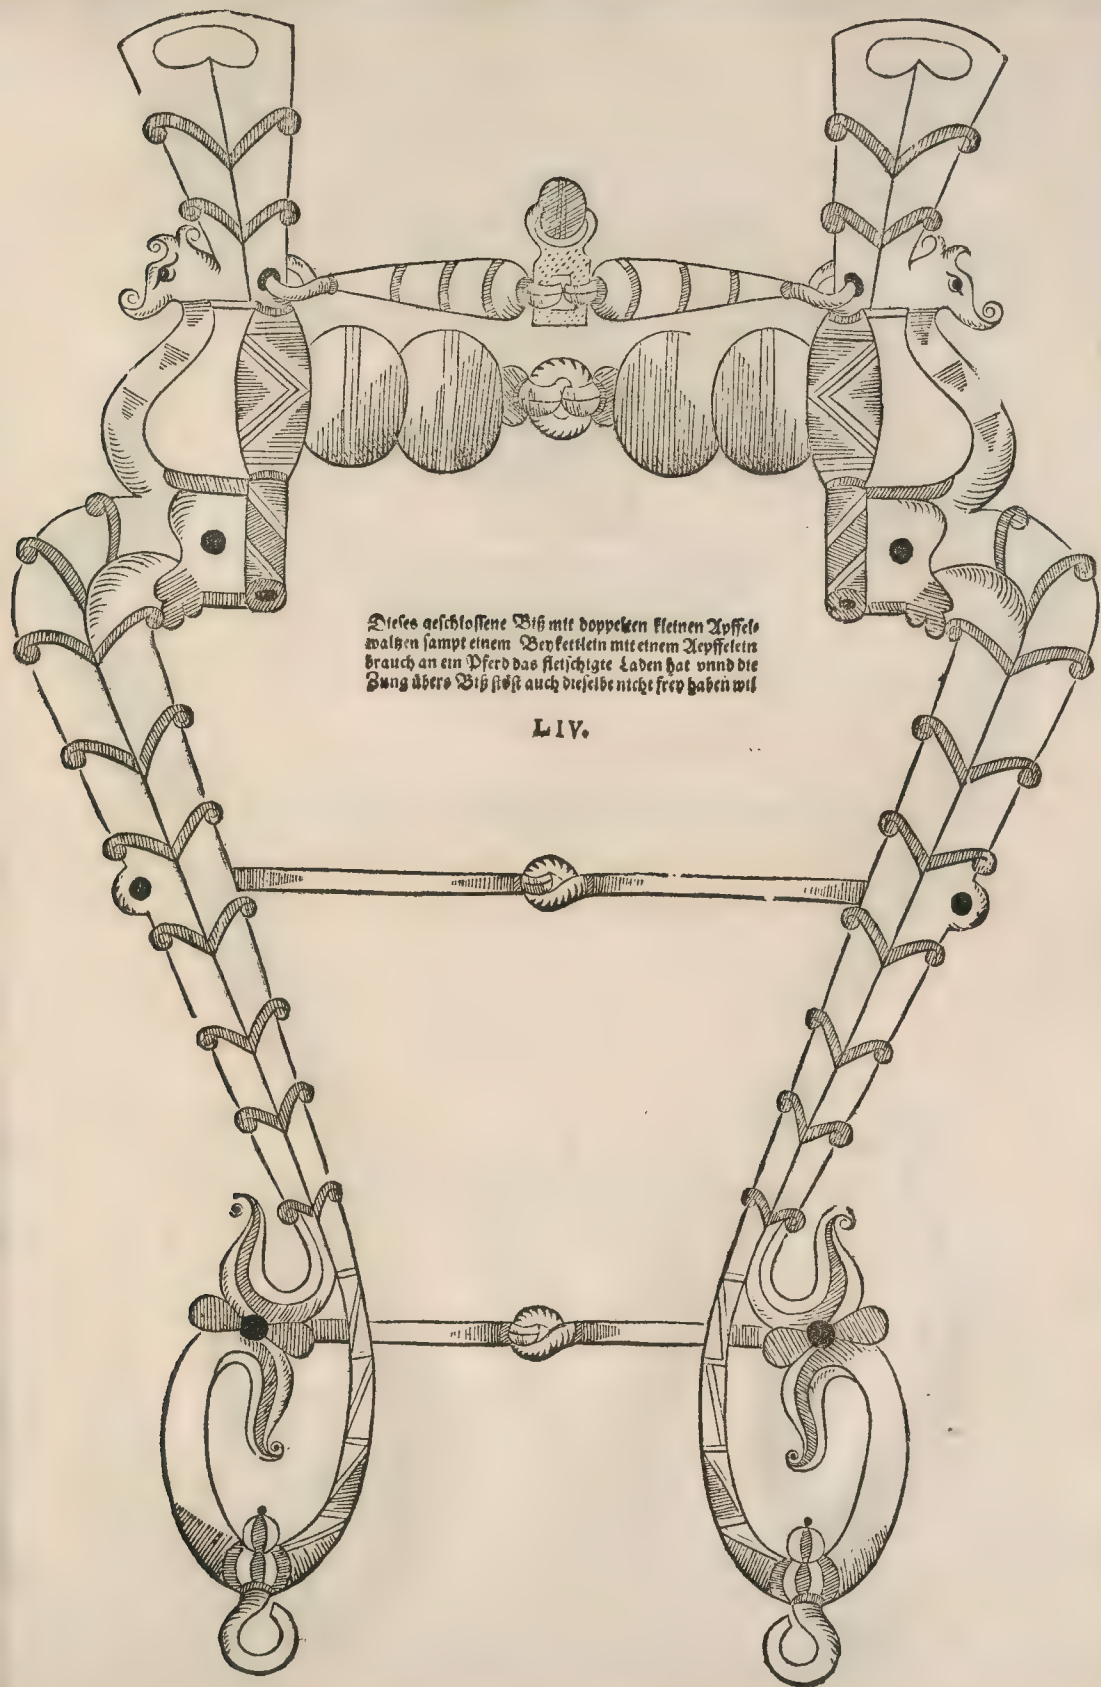 Dieses geschlossene Biß mit doppelten kleinen Apffel-
waltzen sampt einem Beykettlein mit einem Aepffelein
brauch an ein Pferd das fleischigte Laden hat vnnd die
Zung übers Biß stöst auch dieselbe nicht frey haben wil
LIV.